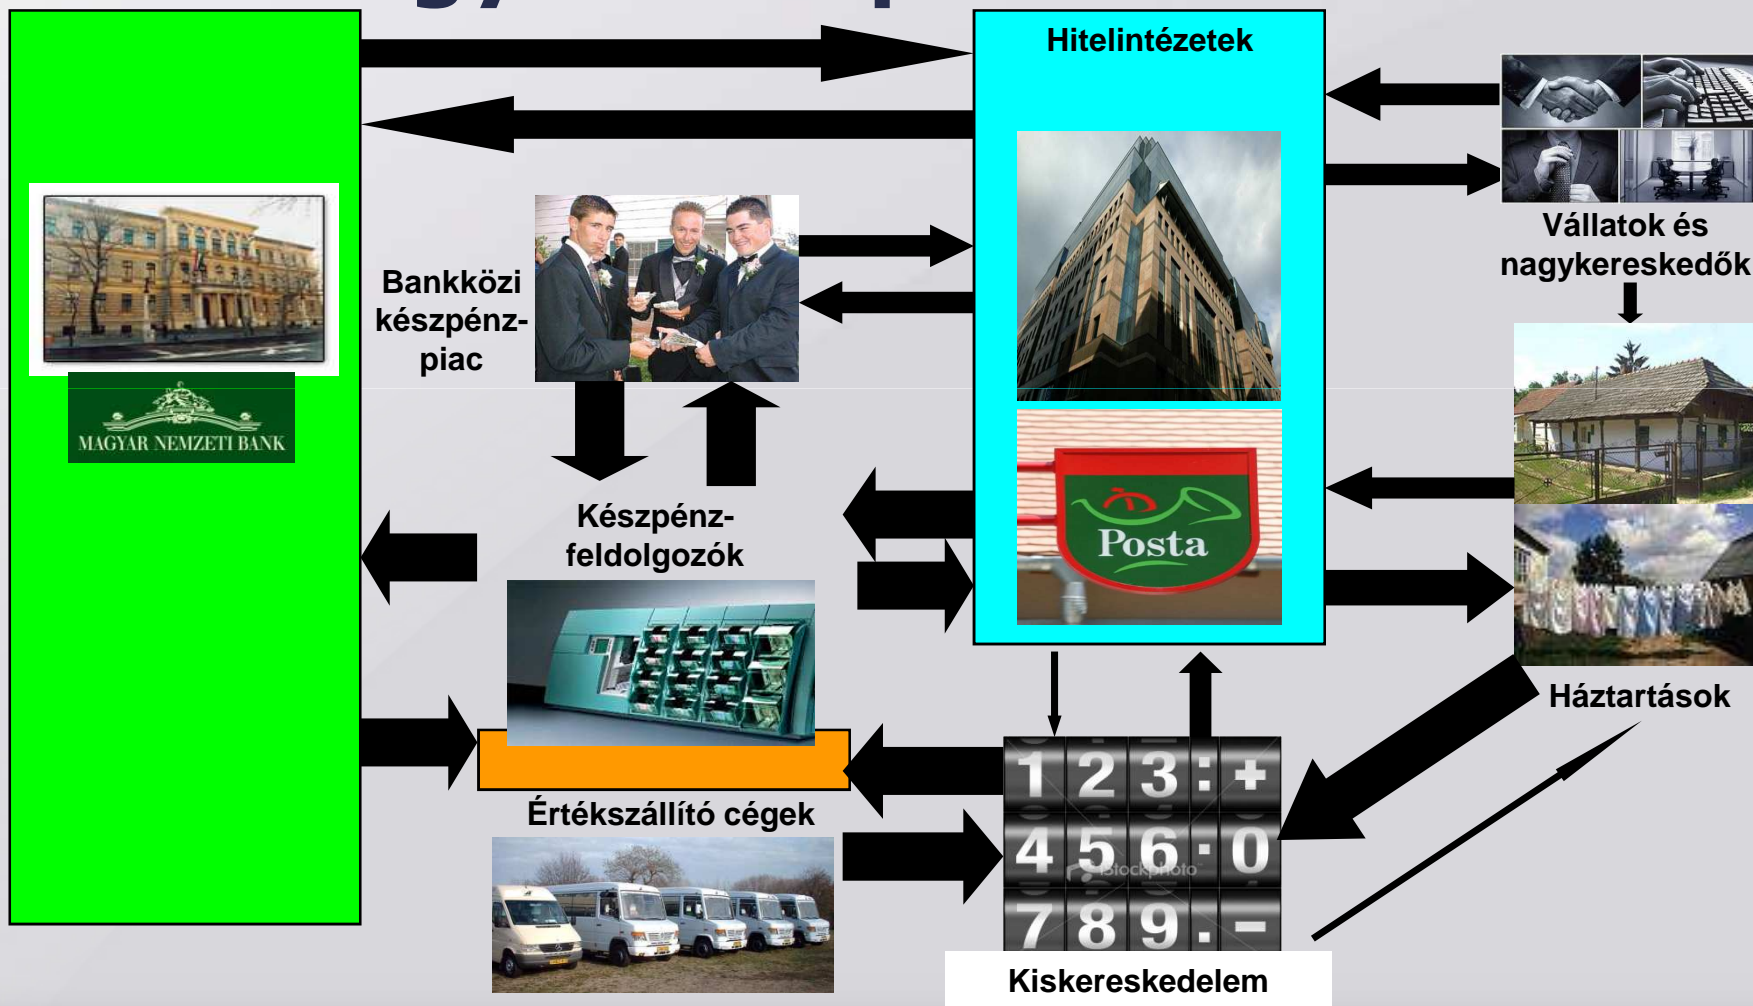 Hitelintézetek
Vállatok és
nagykereskedők
Bankközi
készpénz-
piac
MAGYAR NEMZETI BANK
Készpénz-
feldolgozók
Posta
Háztartások
Értékszállító cégek
1 2 3 : +
4 5 6 · 0
iStockphoto
7 8 9 . -
Kiskereskedelem